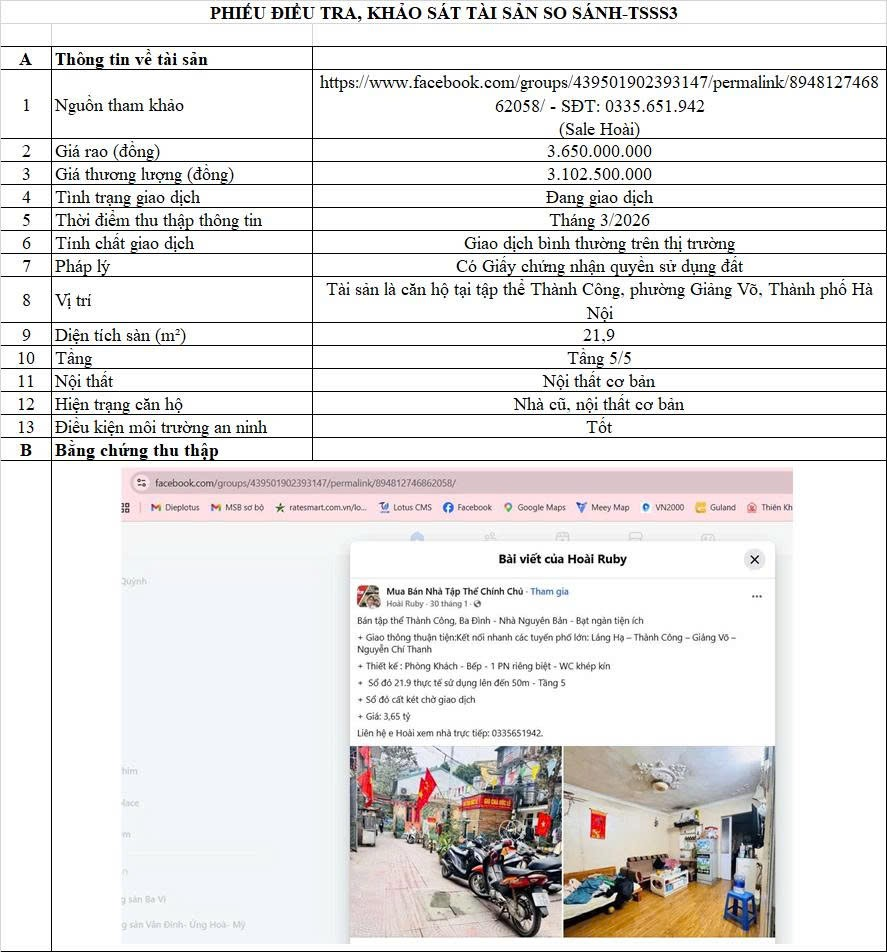 PHIẾU ĐIỀU TRA, KHẢO SÁT TÀI SẢN SO SÁNH-TSSS3
A Thông tin về tài sản
1 Nguồn tham khảo https://www.facebook.com/groups/439501902393147/permalink/8948127468
62058/ - SĐT: 0335.651.942
(Sale Hoài)
2 Giá rao (đồng) 3.650.000.000
3 Giá thương lượng (đồng) 3.102.500.000
4 Tình trạng giao dịch Đang giao dịch
5 Thời điểm thu thập thông tin Tháng 3/2026
6 Tính chất giao dịch Giao dịch bình thường trên thị trường
7 Pháp lý Có Giấy chứng nhận quyền sử dụng đất
8 Vị trí Tài sản là căn hộ tại tập thể Thành Công, phường Giảng Võ, Thành phố Hà
Nội
9 Diện tích sàn (m²) 21,9
10 Tầng Tầng 5/5
11 Nội thất Nội thất cơ bản
12 Hiện trạng căn hộ Nhà cũ, nội thất cơ bản
13 Điều kiện môi trường an ninh Tốt
B Bằng chứng thu thập
facebook.com/groups/439501902393147/permalink/894812746862058/
Dieplotus MSB sơ bộ ratesmart.com.vn/lo... Lotus CMS Facebook Google Maps Meey Map VN2000 Guland Thiên Kh
Bài viết của Hoài Ruby
Quỳnh
Mua Bán Nhà Tập Thể Chính Chủ · Tham gia
Hoài Ruby · 30 tháng 1 ·
Bán tập thể Thành Công, Ba Đình - Nhà Nguyên Bản - Bạt ngàn tiện ích
+ Giao thông thuận tiện:Kết nối nhanh các tuyến phố lớn: Láng Hạ – Thành Công – Giảng Võ –
Nguyễn Chí Thanh
+ Thiết kế : Phòng Khách - Bếp - 1 PN riêng biệt - WC khép kín
+ Sổ đỏ 21.9 thực tế sử dụng lên đến 50m - Tầng 5
+ Sổ đỏ cất két chờ giao dịch
+ Giá: 3,65 tỷ
Liên hệ e Hoài xem nhà trực tiếp: 0335651942.
him
lace
m
n
g sản Ba Vì
g sản Vân Đình- Ứng Hoà- Mỹ